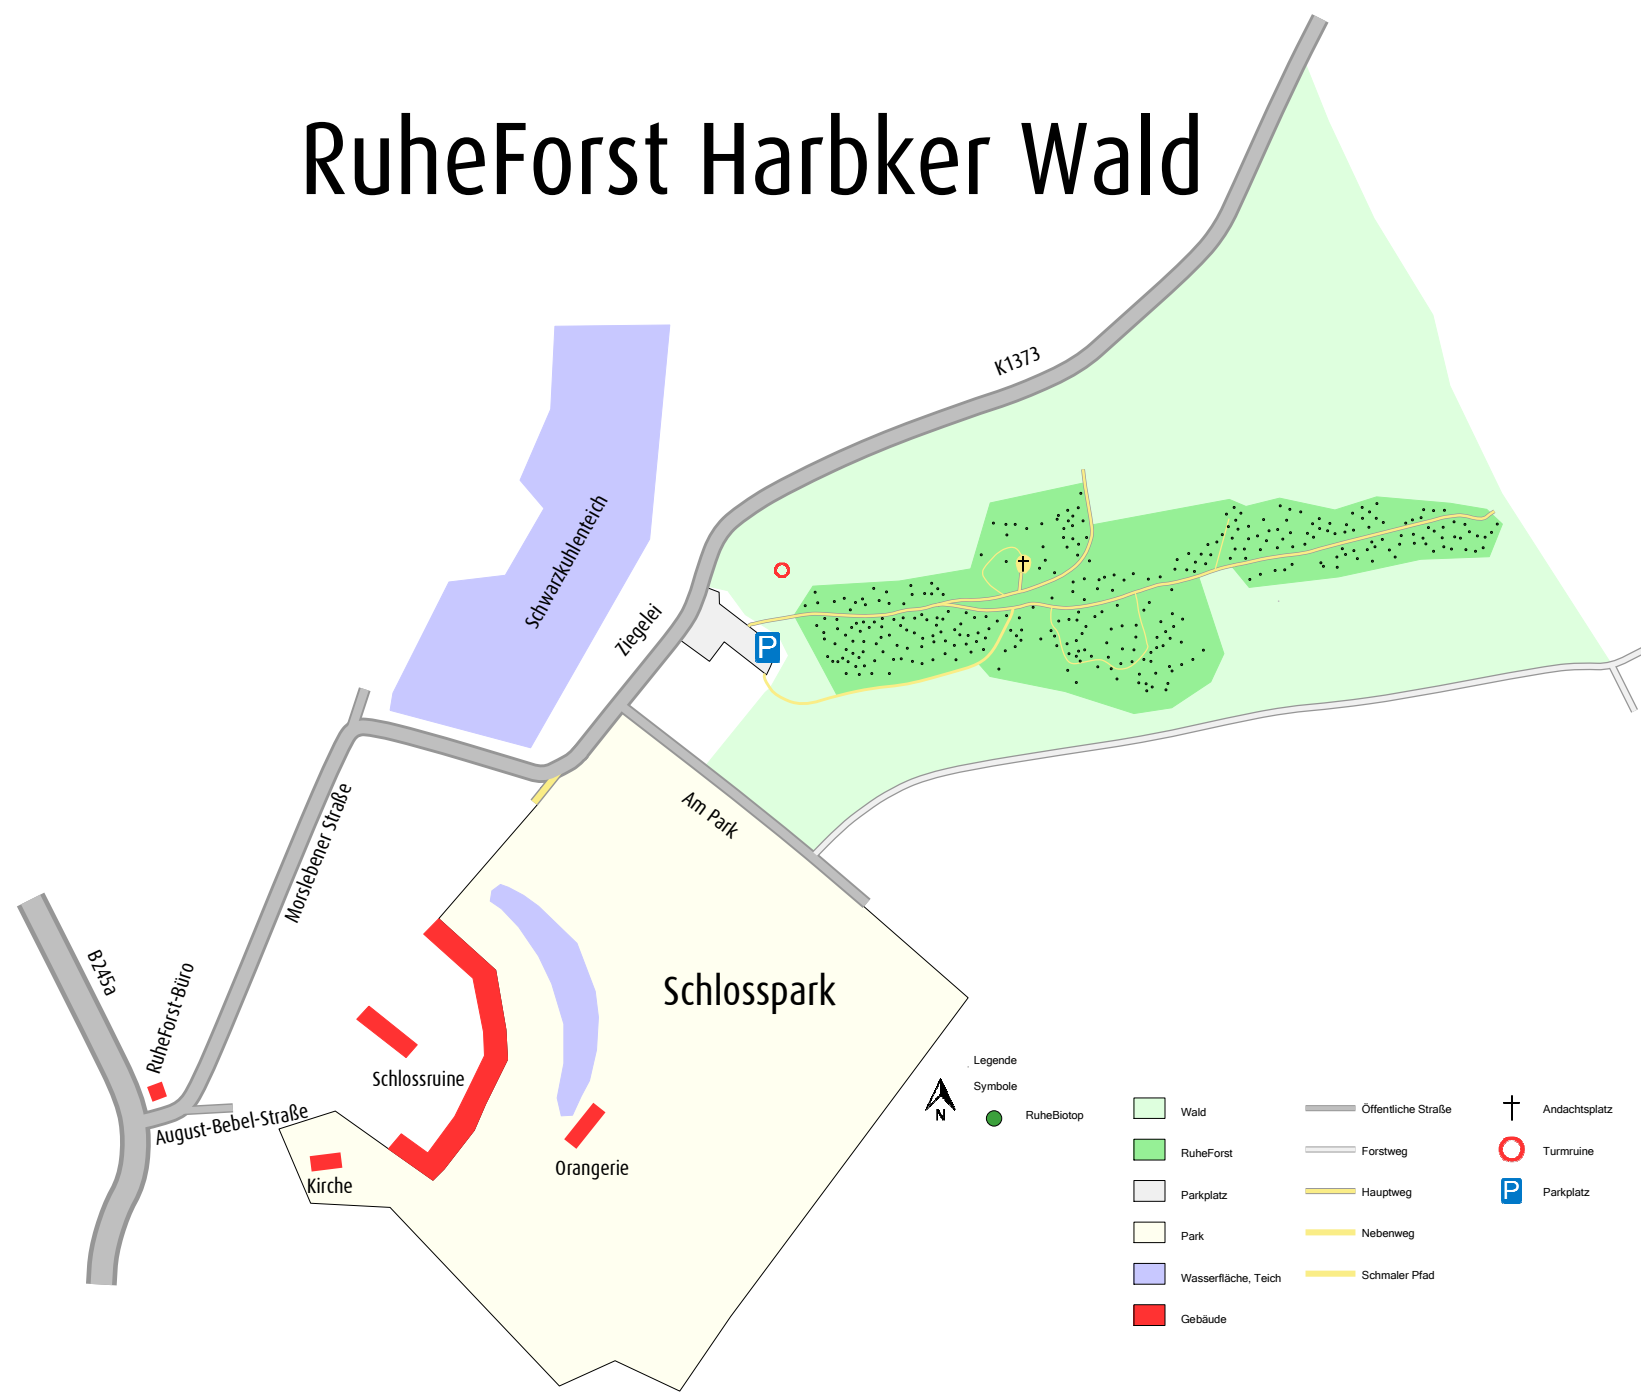 RuheForst Harbker Wald
K1373
Schwarzkuhlenteich
Ziegelei
P
Am Park
Morslebener Straße
B245a
RuheForst-Büro
August-Bebel-Straße
Schlosspark
Schlossruine
Orangerie
Kirche
N
Legende
Symbole
RuheBiotop
Wald
RuheForst
Parkplatz
Park
Wasserfläche, Teich
Gebäude
Öffentliche Straße
Forstweg
Hauptweg
Nebenweg
Schmaler Pfad
Andachtsplatz
Turmruine
P Parkplatz